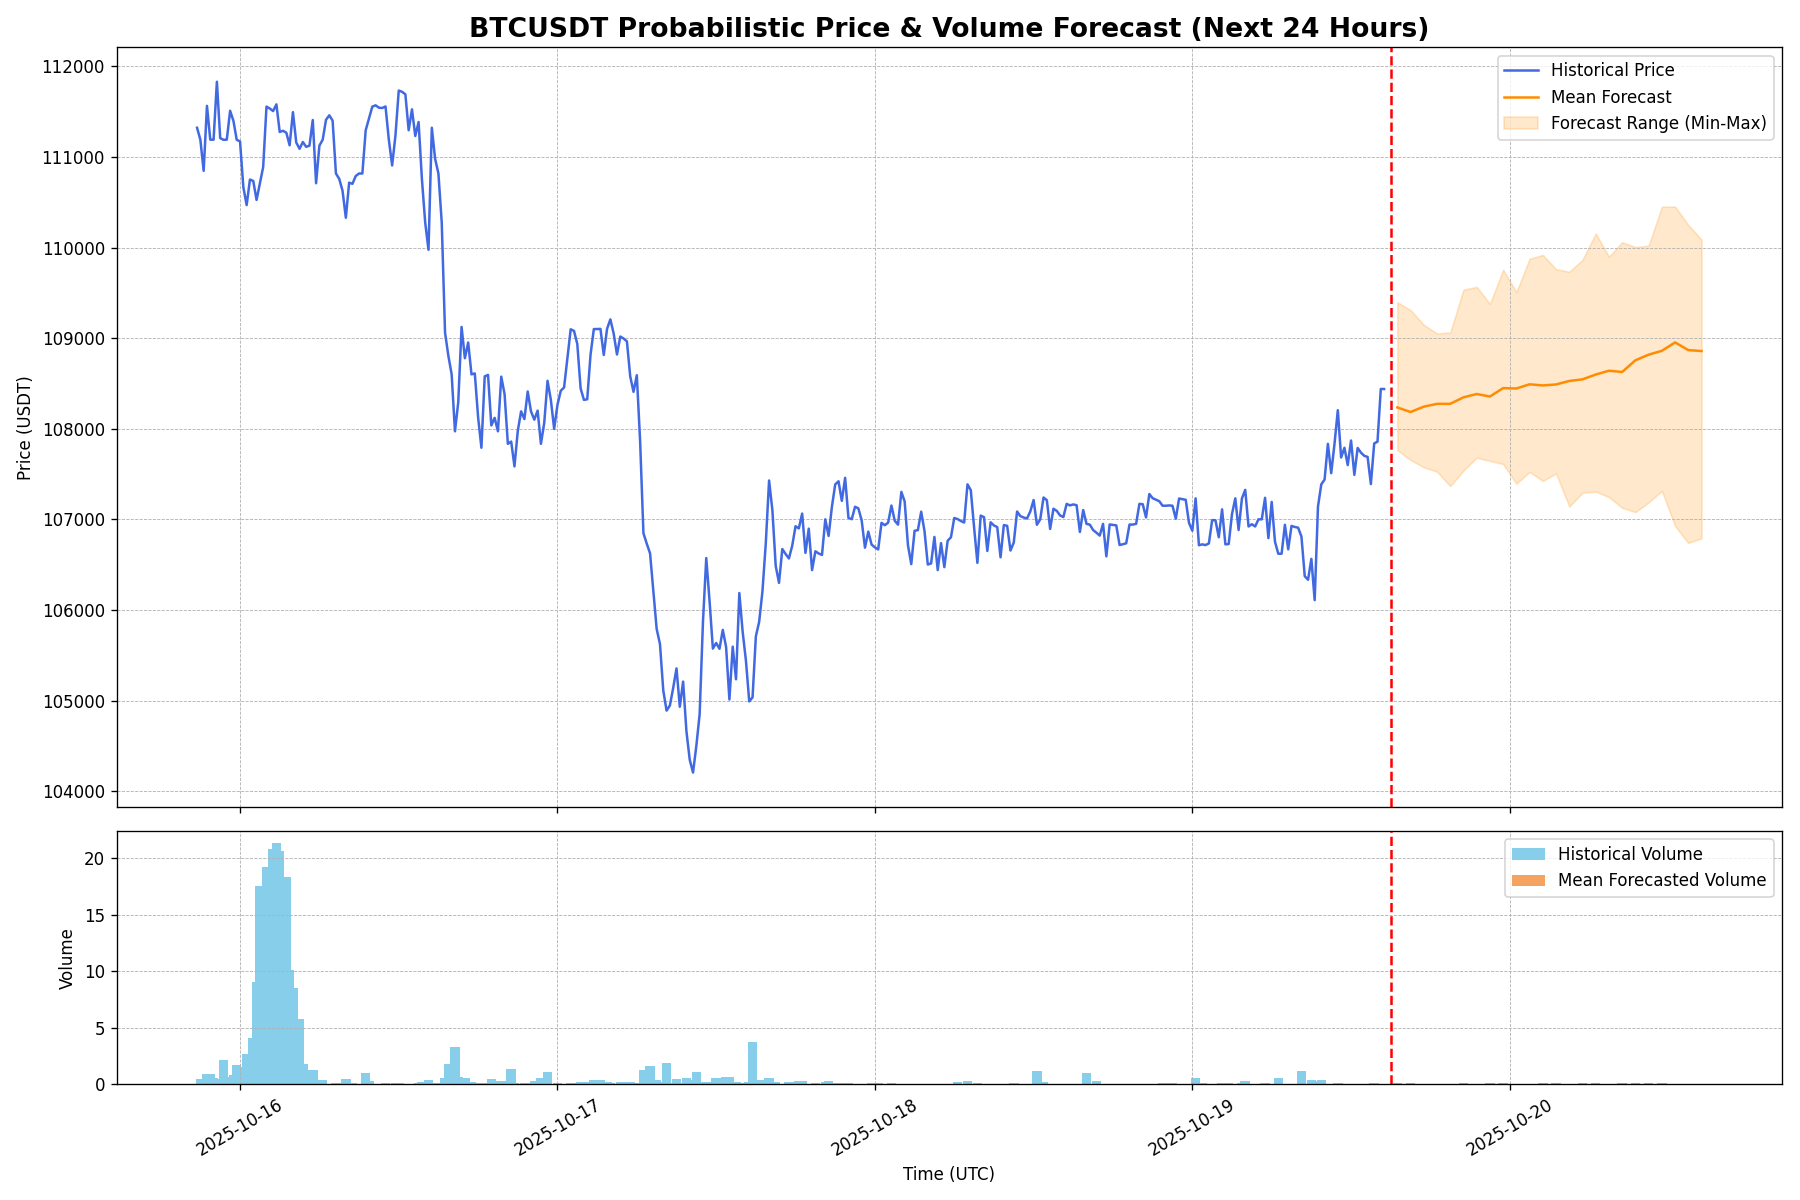 BTCUSDT Probabilistic Price & Volume Forecast (Next 24 Hours)
112000
111000
110000
109000
108000
107000
106000
105000
104000
Price (USDT)
Historical Price
Mean Forecast
Forecast Range (Min-Max)
20
15
10
5
0
Volume
Historical Volume
Mean Forecasted Volume
2025-10-16
2025-10-17
2025-10-18
2025-10-19
2025-10-20
Time (UTC)